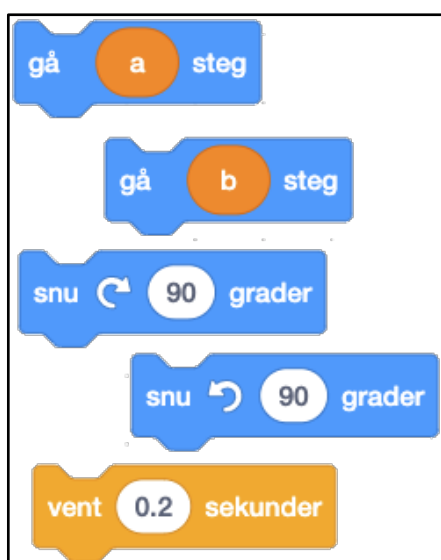 gå a steg
gå b steg
snu 90 grader
snu 90 grader
vent 0.2 sekunder